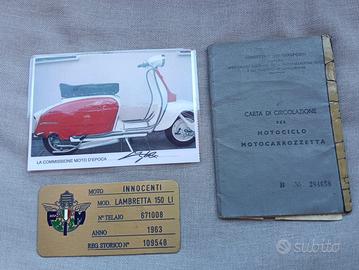 LA COMMISSIONE MOTO D'EPOCA
MOTO INNOCENTI
MOD. LAMBRETTA 150 LI
N° TELAIO 671008
ANNO 1963
REG. STORICO N° 109548
F M
CARTA DI CIRCOLAZIONE
PER
MOTOCICLO
MOTOCARROZZETTA
subito